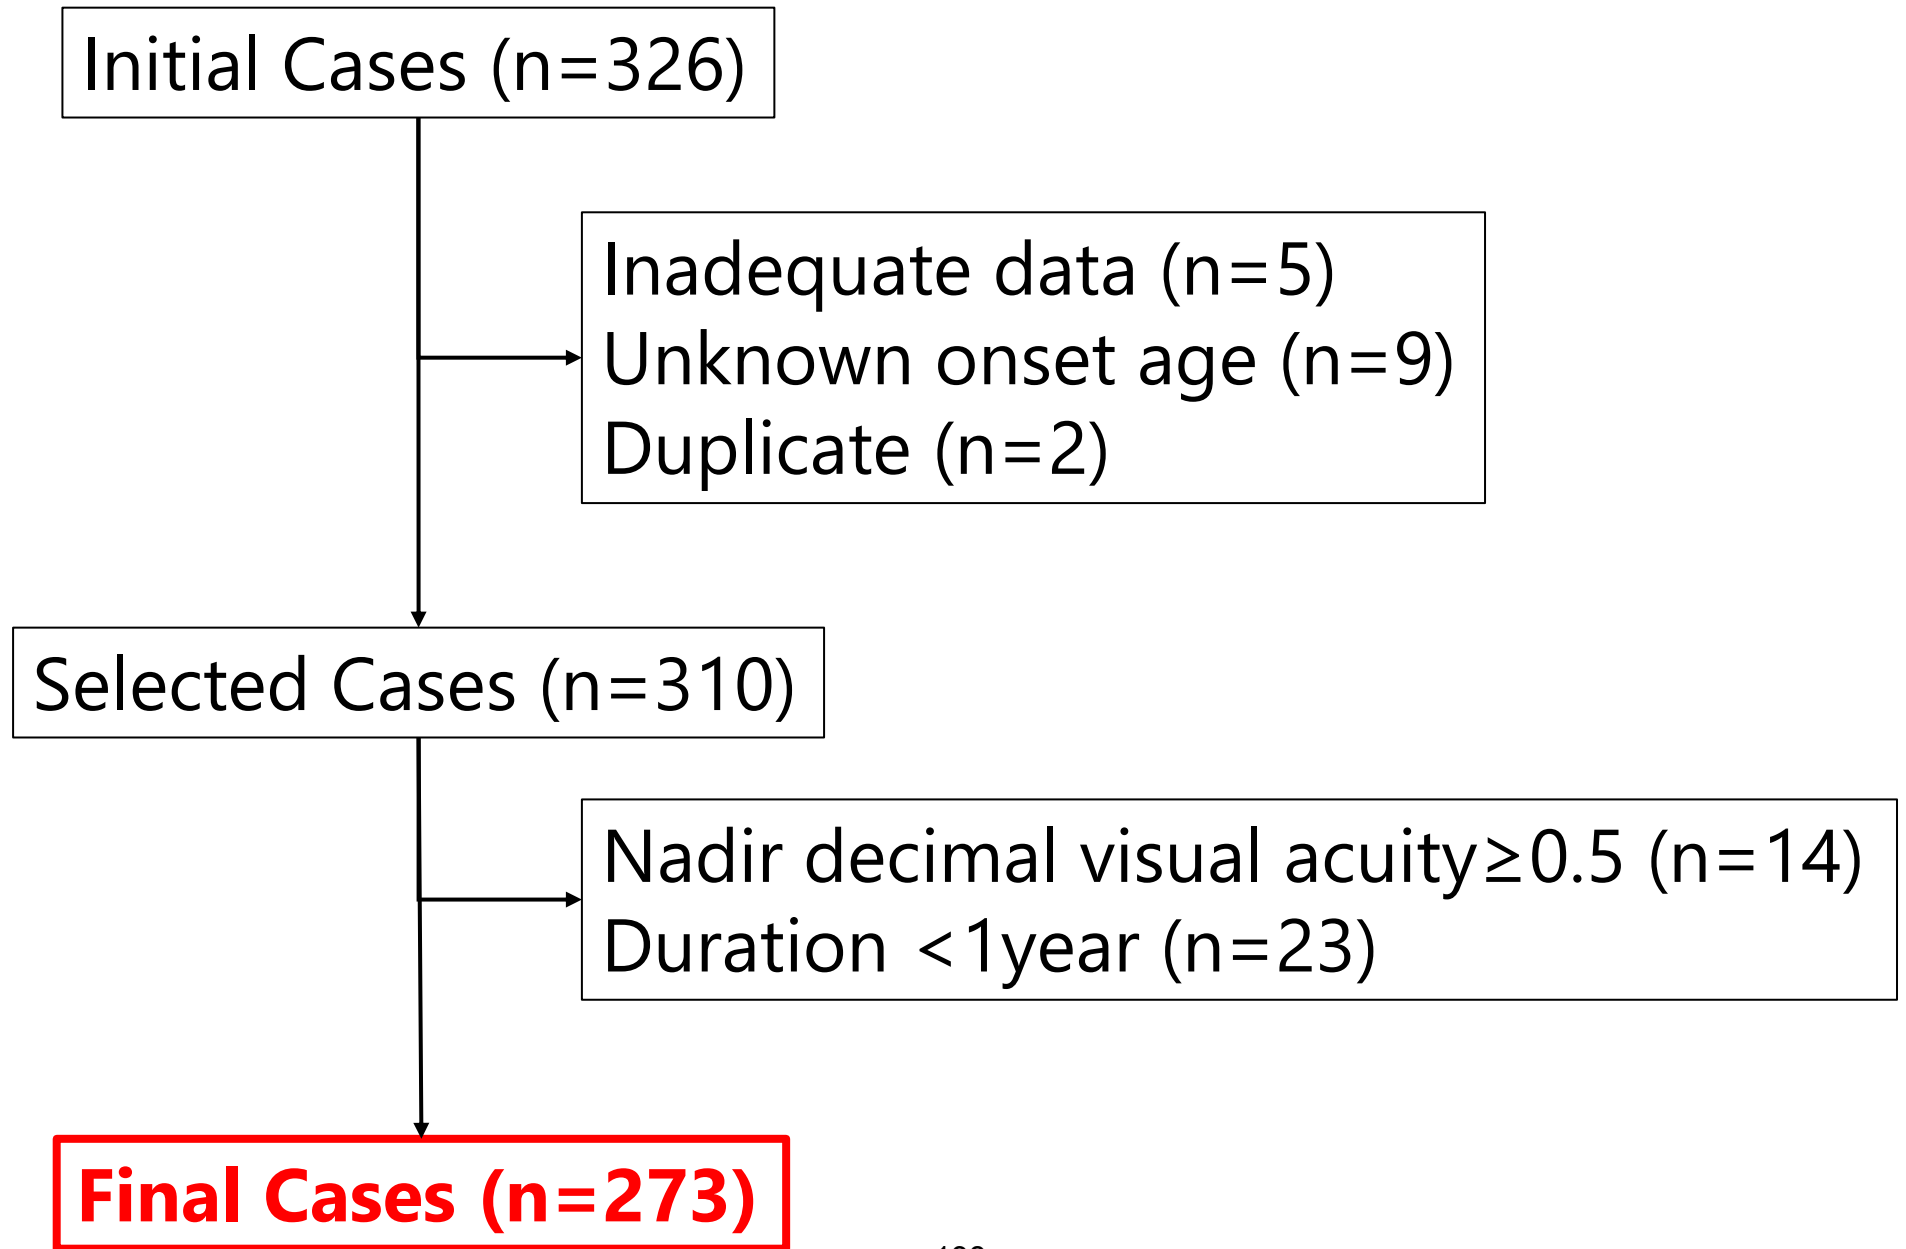 Initial Cases (n=326)
Inadequate data (n=5)
Unknown onset age (n=9)
Duplicate (n=2)
Selected Cases (n=310)
Nadir decimal visual acuity≥0.5 (n=14)
Duration <1year (n=23)
Final Cases (n=273)